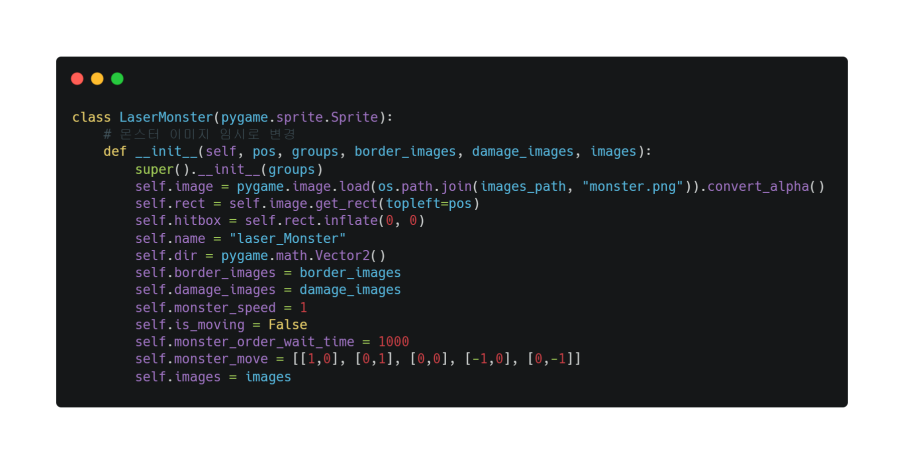 class LaserMonster(pygame.sprite.Sprite):
    # 몬스터 이미지 임시로 변경
    def __init__(self, pos, groups, border_images, damage_images, images):
        super().__init__(groups)
        self.image = pygame.image.load(os.path.join(images_path, "monster.png")).convert_alpha()
        self.rect = self.image.get_rect(topleft=pos)
        self.hitbox = self.rect.inflate(0, 0)
        self.name = "laser_Monster"
        self.dir = pygame.math.Vector2()
        self.border_images = border_images
        self.damage_images = damage_images
        self.monster_speed = 1
        self.is_moving = False
        self.monster_order_wait_time = 1000
        self.monster_move = [[1,0], [0,1], [0,0], [-1,0], [0,-1]]
        self.images = images